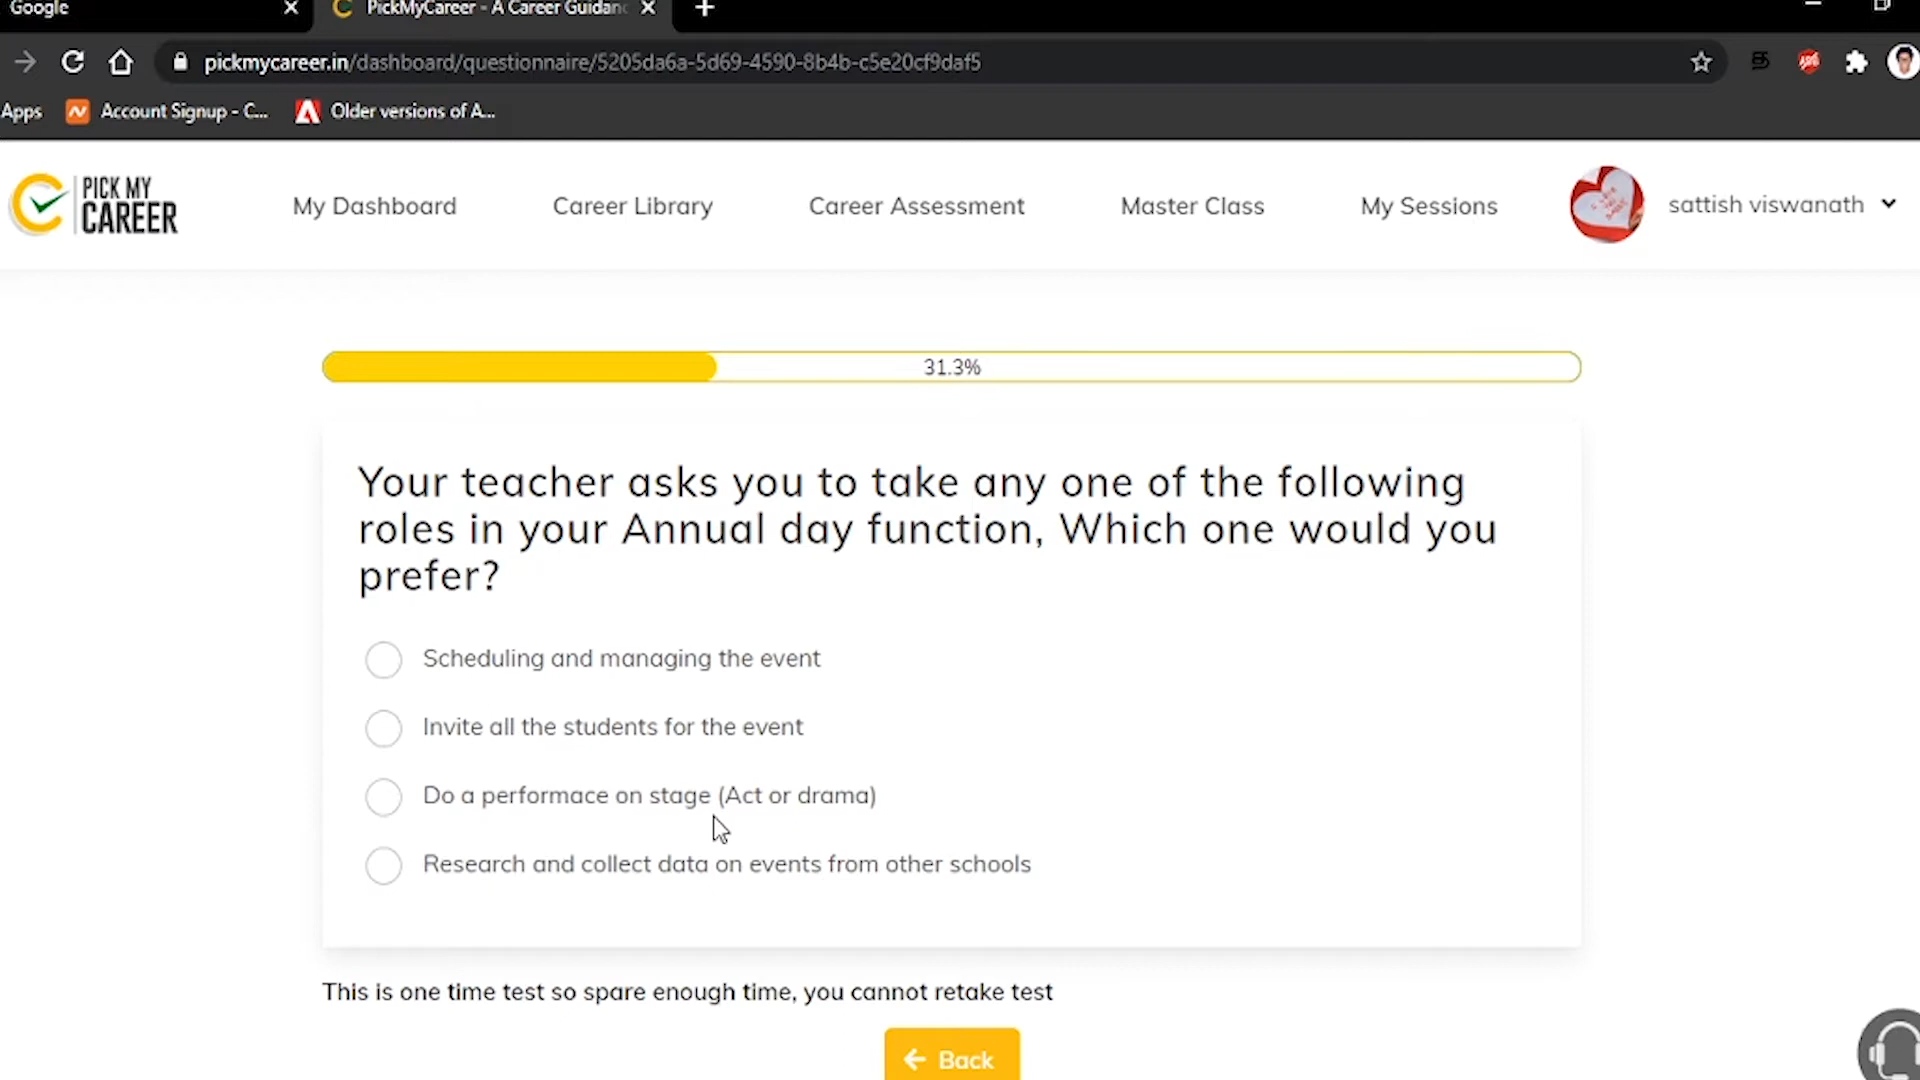 Google
PickMyCareer - A Career Guidan
pickmycareer.in/dashboard/questionnaire/5205da6a-5d69-4590-8b4b-c5e20cf9daf5
Apps
Account Signup - C...
Older versions of A...
PICK MY
CAREER
My Dashboard
Career Library
Career Assessment
Master Class
My Sessions
sattish viswanath
31.3%
Your teacher asks you to take any one of the following
roles in your Annual day function, Which one would you
prefer?
Scheduling and managing the event
Invite all the students for the event
Do a performace on stage (Act or drama)
Research and collect data on events from other schools
This is one time test so spare enough time, you cannot retake test
Back